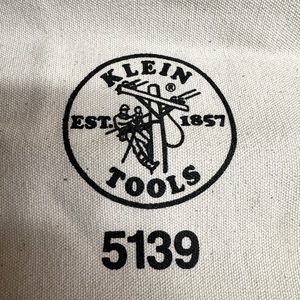 KLEIN
®
EST. 1857
TOOLS
5139